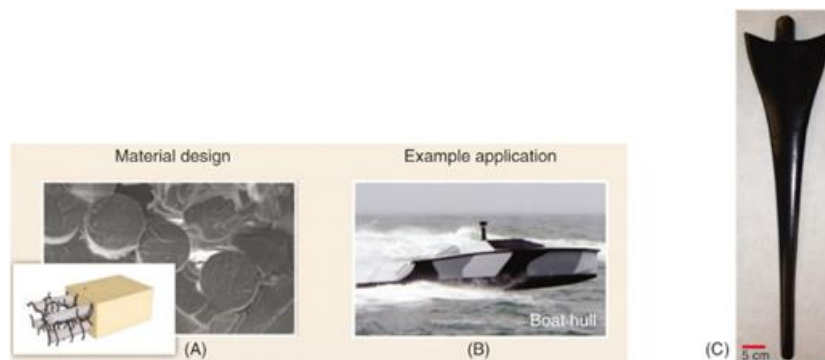 Material design
Example application
Boat hull
(A)
(B)
(C)
5 cm